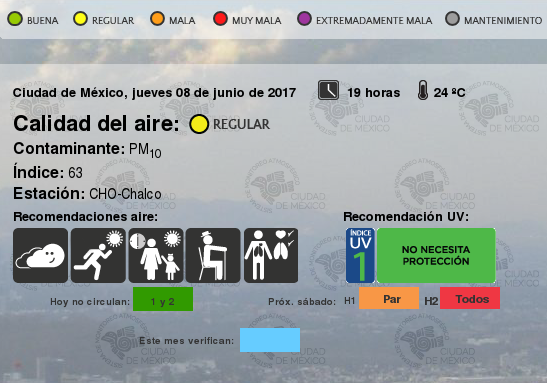 BUENA REGULAR MALA MUY MALA EXTREMADAMENTE MALA MANTENIMIENTO
Ciudad de México, jueves 08 de junio de 2017 19 horas 24 ºC
Calidad del aire: REGULAR
Contaminante: PM10
Índice: 63
Estación: CHO-Chalco
Recomendaciones aire: Recomendación UV:
ÍNDICE
UV
1
NO NECESITA
PROTECCIÓN
Hoy no circulan: 1 y 2 Próx. sábado: H1 Par H2 Todos
Este mes verifican:
CIUDAD
DE MÉXICO